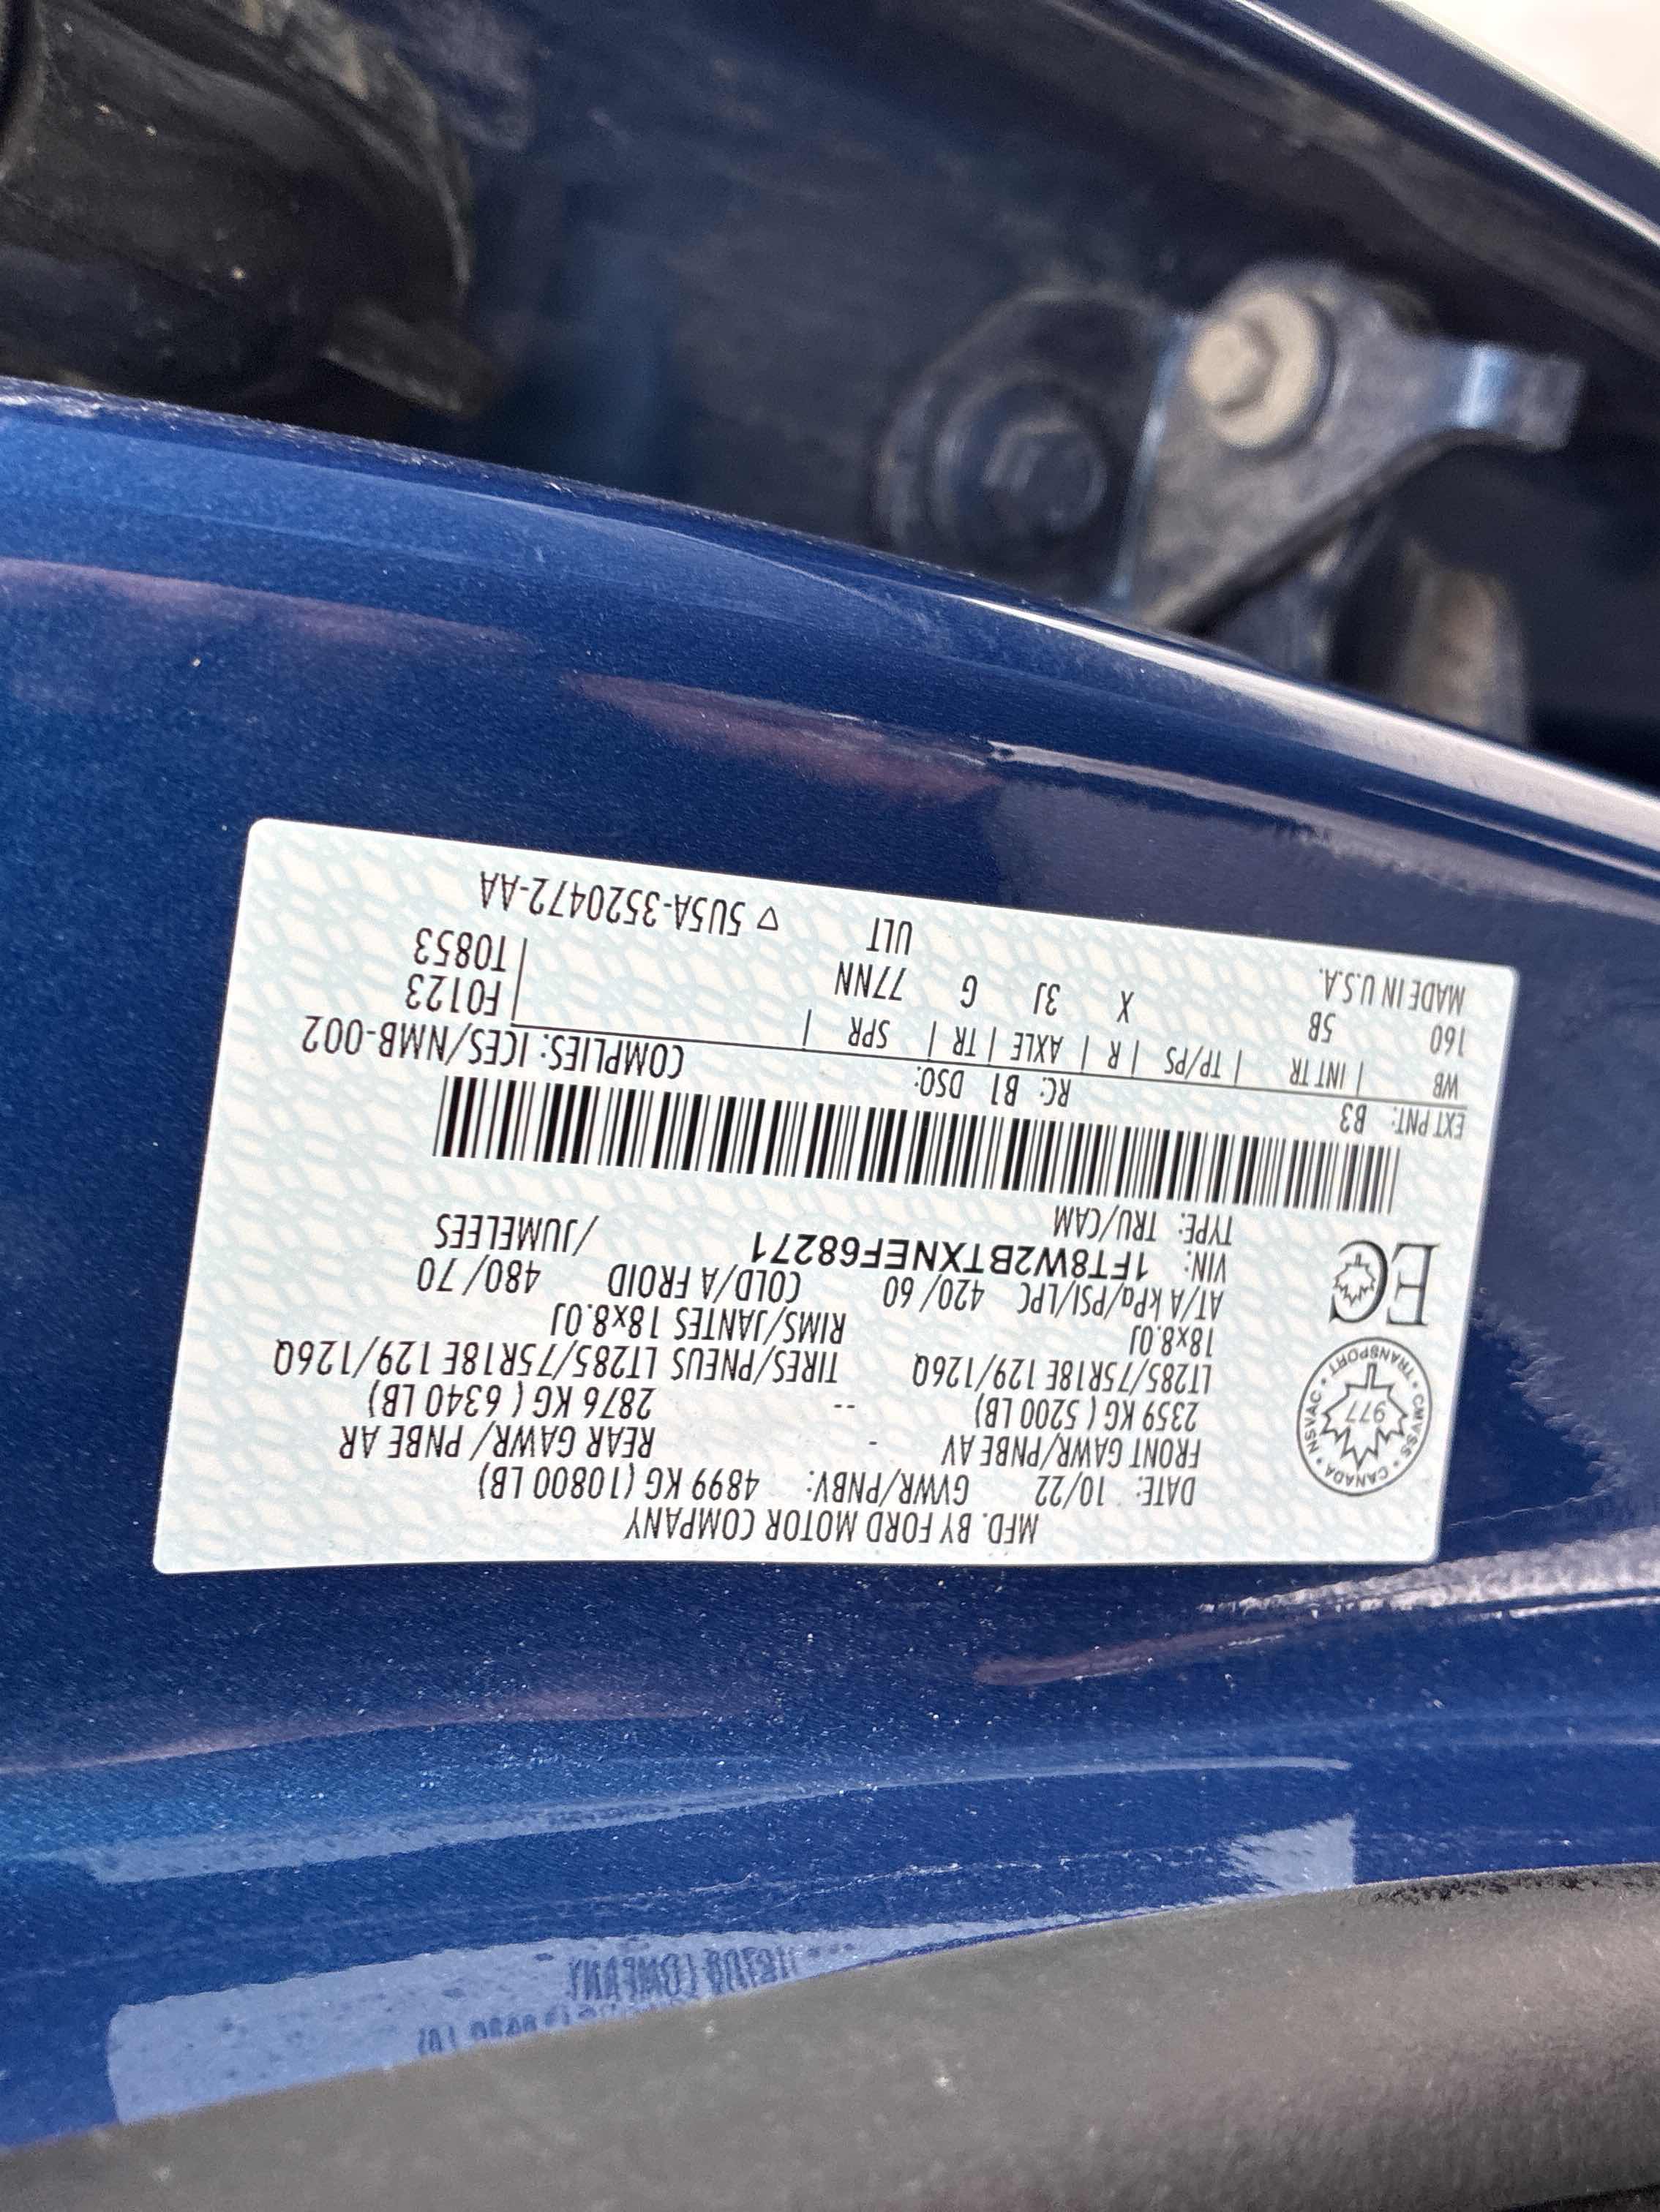 MFD. BY FORD MOTOR COMPANY
DATE: 10/22 GVWR/PNBV: 4899 KG (10800 LB)
FRONT GAWR/PNBE AV - REAR GAWR/ PNBE AR
2359 KG ( 5200 LB) -- 2876 KG ( 6340 LB)
LT285/75R18E 129/126Q TIRES/PNEUS LT285/75R18E 129/126Q
18x8.0J RIMS/JANTES 18x8.0J
AT/A kPa/PSI/LPC 420/60 COLD/A FROID 480/70
VIN: 1FT8W2BTXNEF68271 /JUMELEES
TYPE: TRU/CAM
CANADA • CMVSS • TRANSPORT • NSVAC •
977
EC
EXT PNT: B3 RC: B1 DSO: COMPLIES: ICES/NMB-002
WB | INT TR | TP/PS | R | AXLE | TR | SPR | F0123
160 5B X 3J G 77NN T0853
MADE IN U.S.A. ULT ▽ 5U5A-3520472-AA
COMPANY